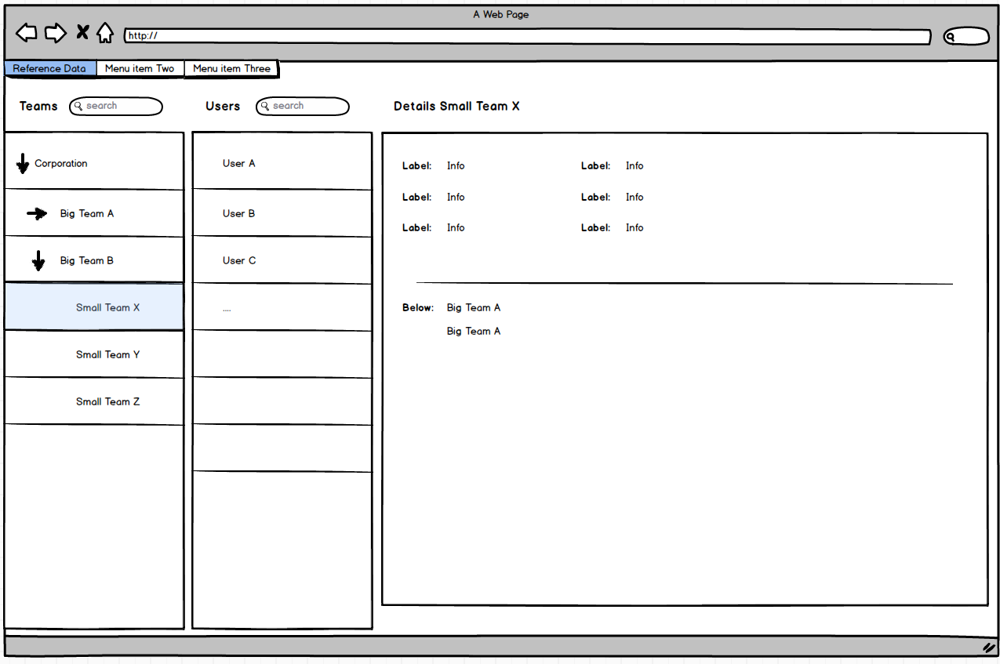 A Web Page
http://
Reference Data Menu item Two Menu item Three
Teams search Users search Details Small Team X
Corporation
Big Team A
Big Team B
Small Team X
Small Team Y
Small Team Z
User A
User B
User C
....
Label: Info Label: Info
Label: Info Label: Info
Label: Info Label: Info
Below: Big Team A
Big Team A